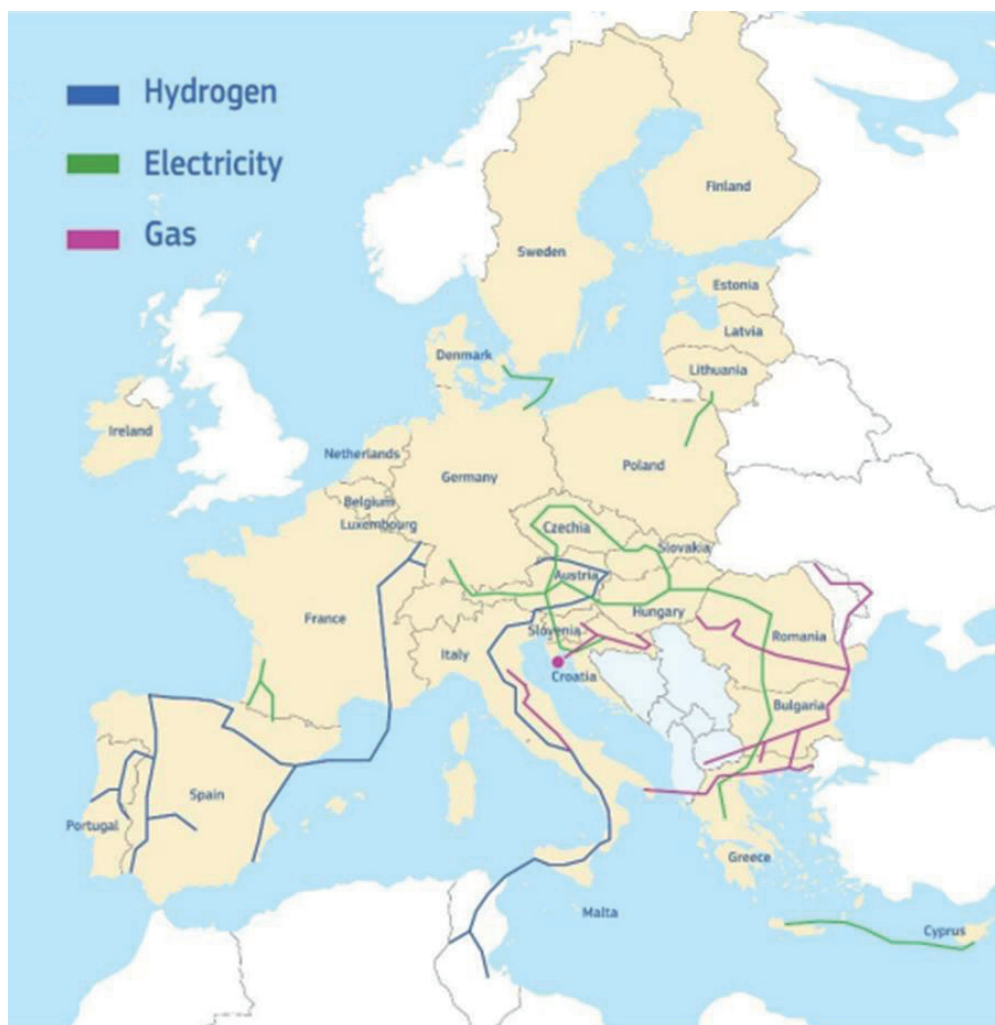 Hydrogen
Electricity
Gas
Finland
Sweden
Estonia
Latvia
Denmark
Lithuania
Ireland
Netherlands
Poland
Germany
Belgium
Luxembourg
Czechia
Slovakia
Austria
France
Hungary
Slovenia
Romania
Italy
Croatia
Bulgaria
Spain
Portugal
Greece
Malta
Cyprus